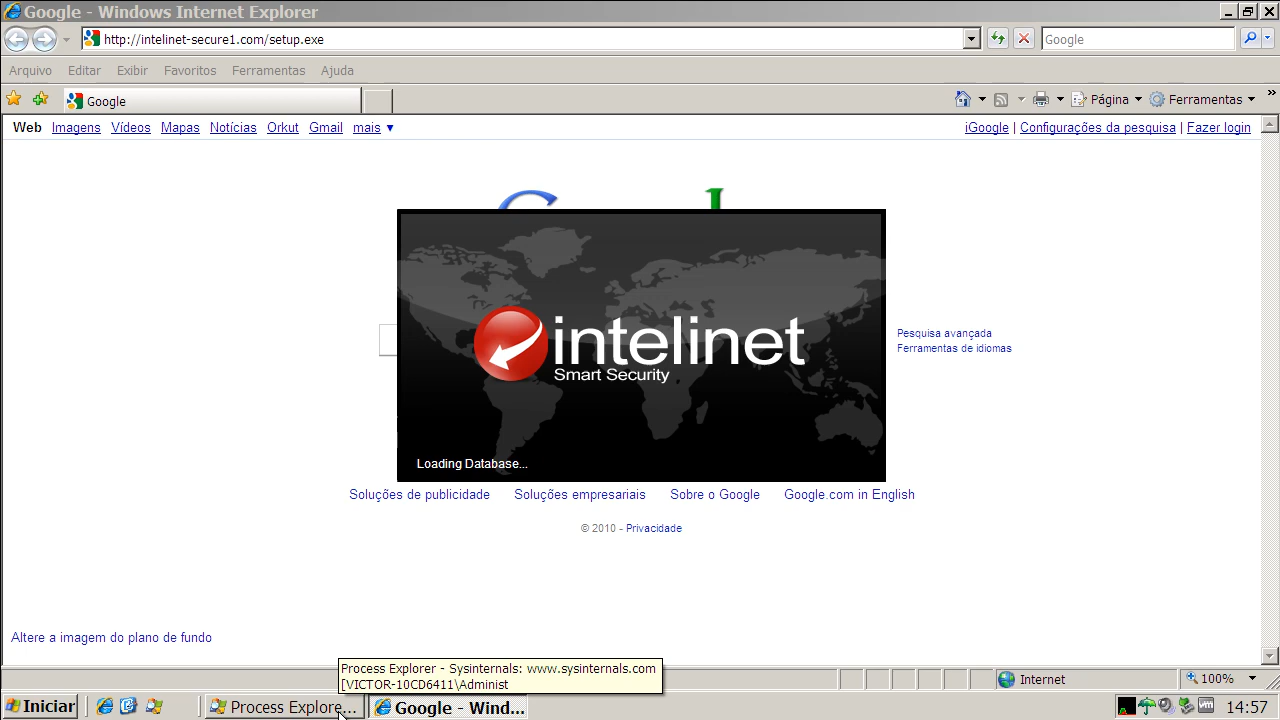 Google - Windows Internet Explorer
http://intelinet-secure1.com/setup.exe
Google
Arquivo Editar Exibir Favoritos Ferramentas Ajuda
Google
Página Ferramentas »
Web Imagens Vídeos Mapas Notícias Orkut Gmail mais ▼
iGoogle | Configurações da pesquisa | Fazer login
intelinet
Smart Security
Loading Database...
Pesquisa avançada
Ferramentas de idiomas
Soluções de publicidade Soluções empresariais Sobre o Google Google.com in English
© 2010 - Privacidade
Altere a imagem do plano de fundo
Process Explorer - Sysinternals: www.sysinternals.com
[VICTOR-10CD6411\Administ
Internet
100%
Iniciar
Process Explore...
Google - Wind...
14:57